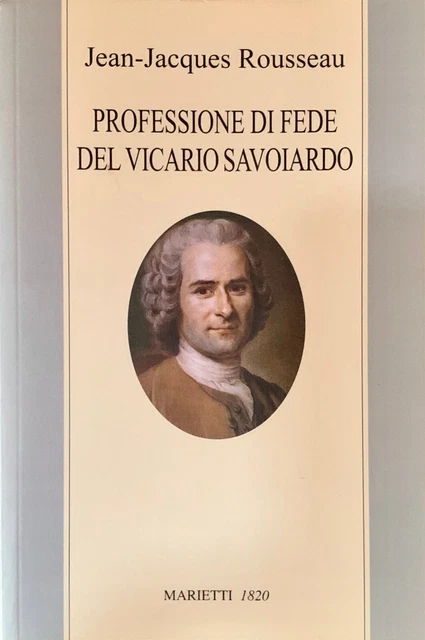 Jean-Jacques Rousseau
PROFESSIONE DI FEDE
DEL VICARIO SAVOIARDO
MARIETTI 1820